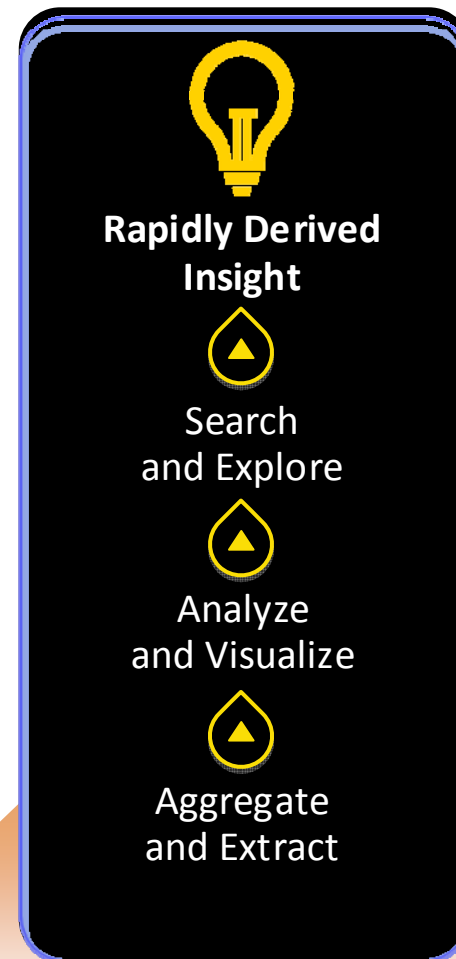 Rapidly Derived
Insight
Search
and Explore
Analyze
and Visualize
Aggregate
and Extract